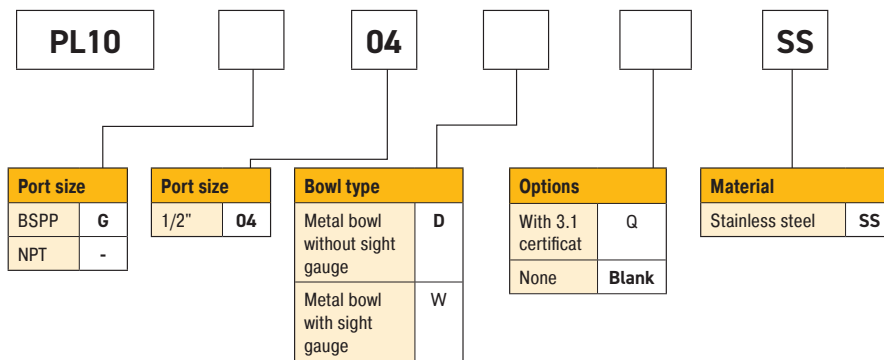 PL10 04 SS
Port size
BSPP G
NPT -
Port size
1/2" 04
Bowl type
Metal bowl
without sight
gauge
D
Metal bowl
with sight
gauge
W
Options
With 3.1
certificat
Q
None Blank
Material
Stainless steel SS